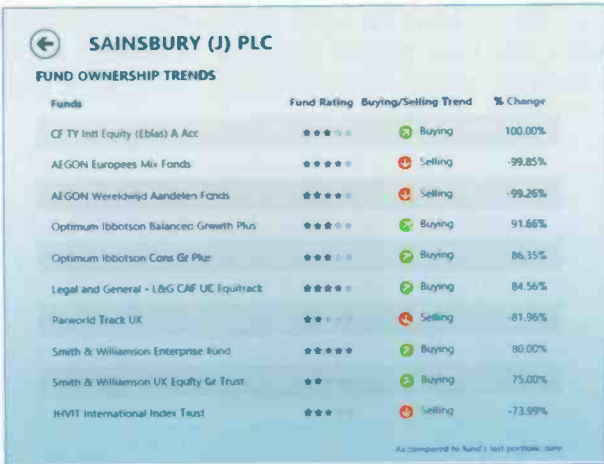 SAINSBURY (J) PLC
FUND OWNERSHIP TRENDS
Funds Fund Rating Buying/Selling Trend % Change
CF TY Intl Equity (Eblas) A Acc Buying 100.00%
AEGON Europees Mix Fonds Selling -99.85%
AEGON Wereldwijd Aandelen Fonds Selling -99.26%
Optimum Ibbotson Balanced Growth Plus Buying 91.66%
Optimum Ibbotson Cons Gr Plus Buying 86.35%
Legal and General - L&G CAF UK Equitrack Buying 84.56%
Parworld Track UK Selling -81.96%
Smith & Williamson Enterprise Fund Buying 80.00%
Smith & Williamson UK Equity Gr Trust Buying 75.00%
JHVIT International Index Trust Selling -73.99%
As compared to fund's last portfolio date